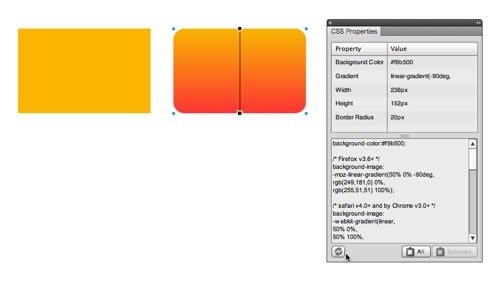 CSS Properties
Property Value
Background Color #f9b500
Gradient linear-gradient(-90deg,
Width 238px
Height 152px
Border Radius 20px
background-color:#f9b500;
/* Firefox v3.6+ */
background-image:
-moz-linear-gradient(50% 0% -90deg,
rgb(249,181,0) 0%,
rgb(255,51,51) 100%);
/* safari v4.0+ and by Chrome v3.0+ */
background-image:
-webkit-gradient(linear,
50% 0%,
50% 100%,
All Selected